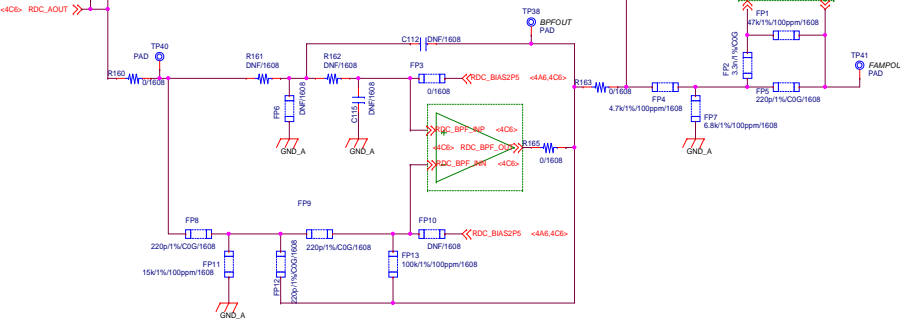 <4C6> RDC_AOUT
TP38
BPFOUT
PAD
FP1
47k/1%/100ppm/1608
TP40
PAD
C112
DNF/1608
FP2
3.3n/1%/C0G
TP41
PAD
R160
0/1608
R161
DNF/1608
R162
DNF/1608
FP3
0/1608
RDC_BIAS2P5 <4A6,4C6>
R163
0/1608
FP4
4.7k/1%/100ppm/1608
FP5
220p/1%/C0G/1608
FP6
DNF/1608
C115
DNF/1608
FP7
6.8k/1%/100ppm/1608
GND_A
GND_A
GND_A
RDC_BPF_INP <4C6>
<4C6>
R165
0/1608
RDC_BPF_INN <4C6>
FP8
220p/1%/C0G/1608
FP9
220p/1%/C0G/1608
FP10
DNF/1608
RDC_BIAS2P5 <4A6,4C6>
FP11
15k/1%/100ppm/1608
FP12
220p/1%/C0G/1608
FP13
100k/1%/100ppm/1608
GND_A